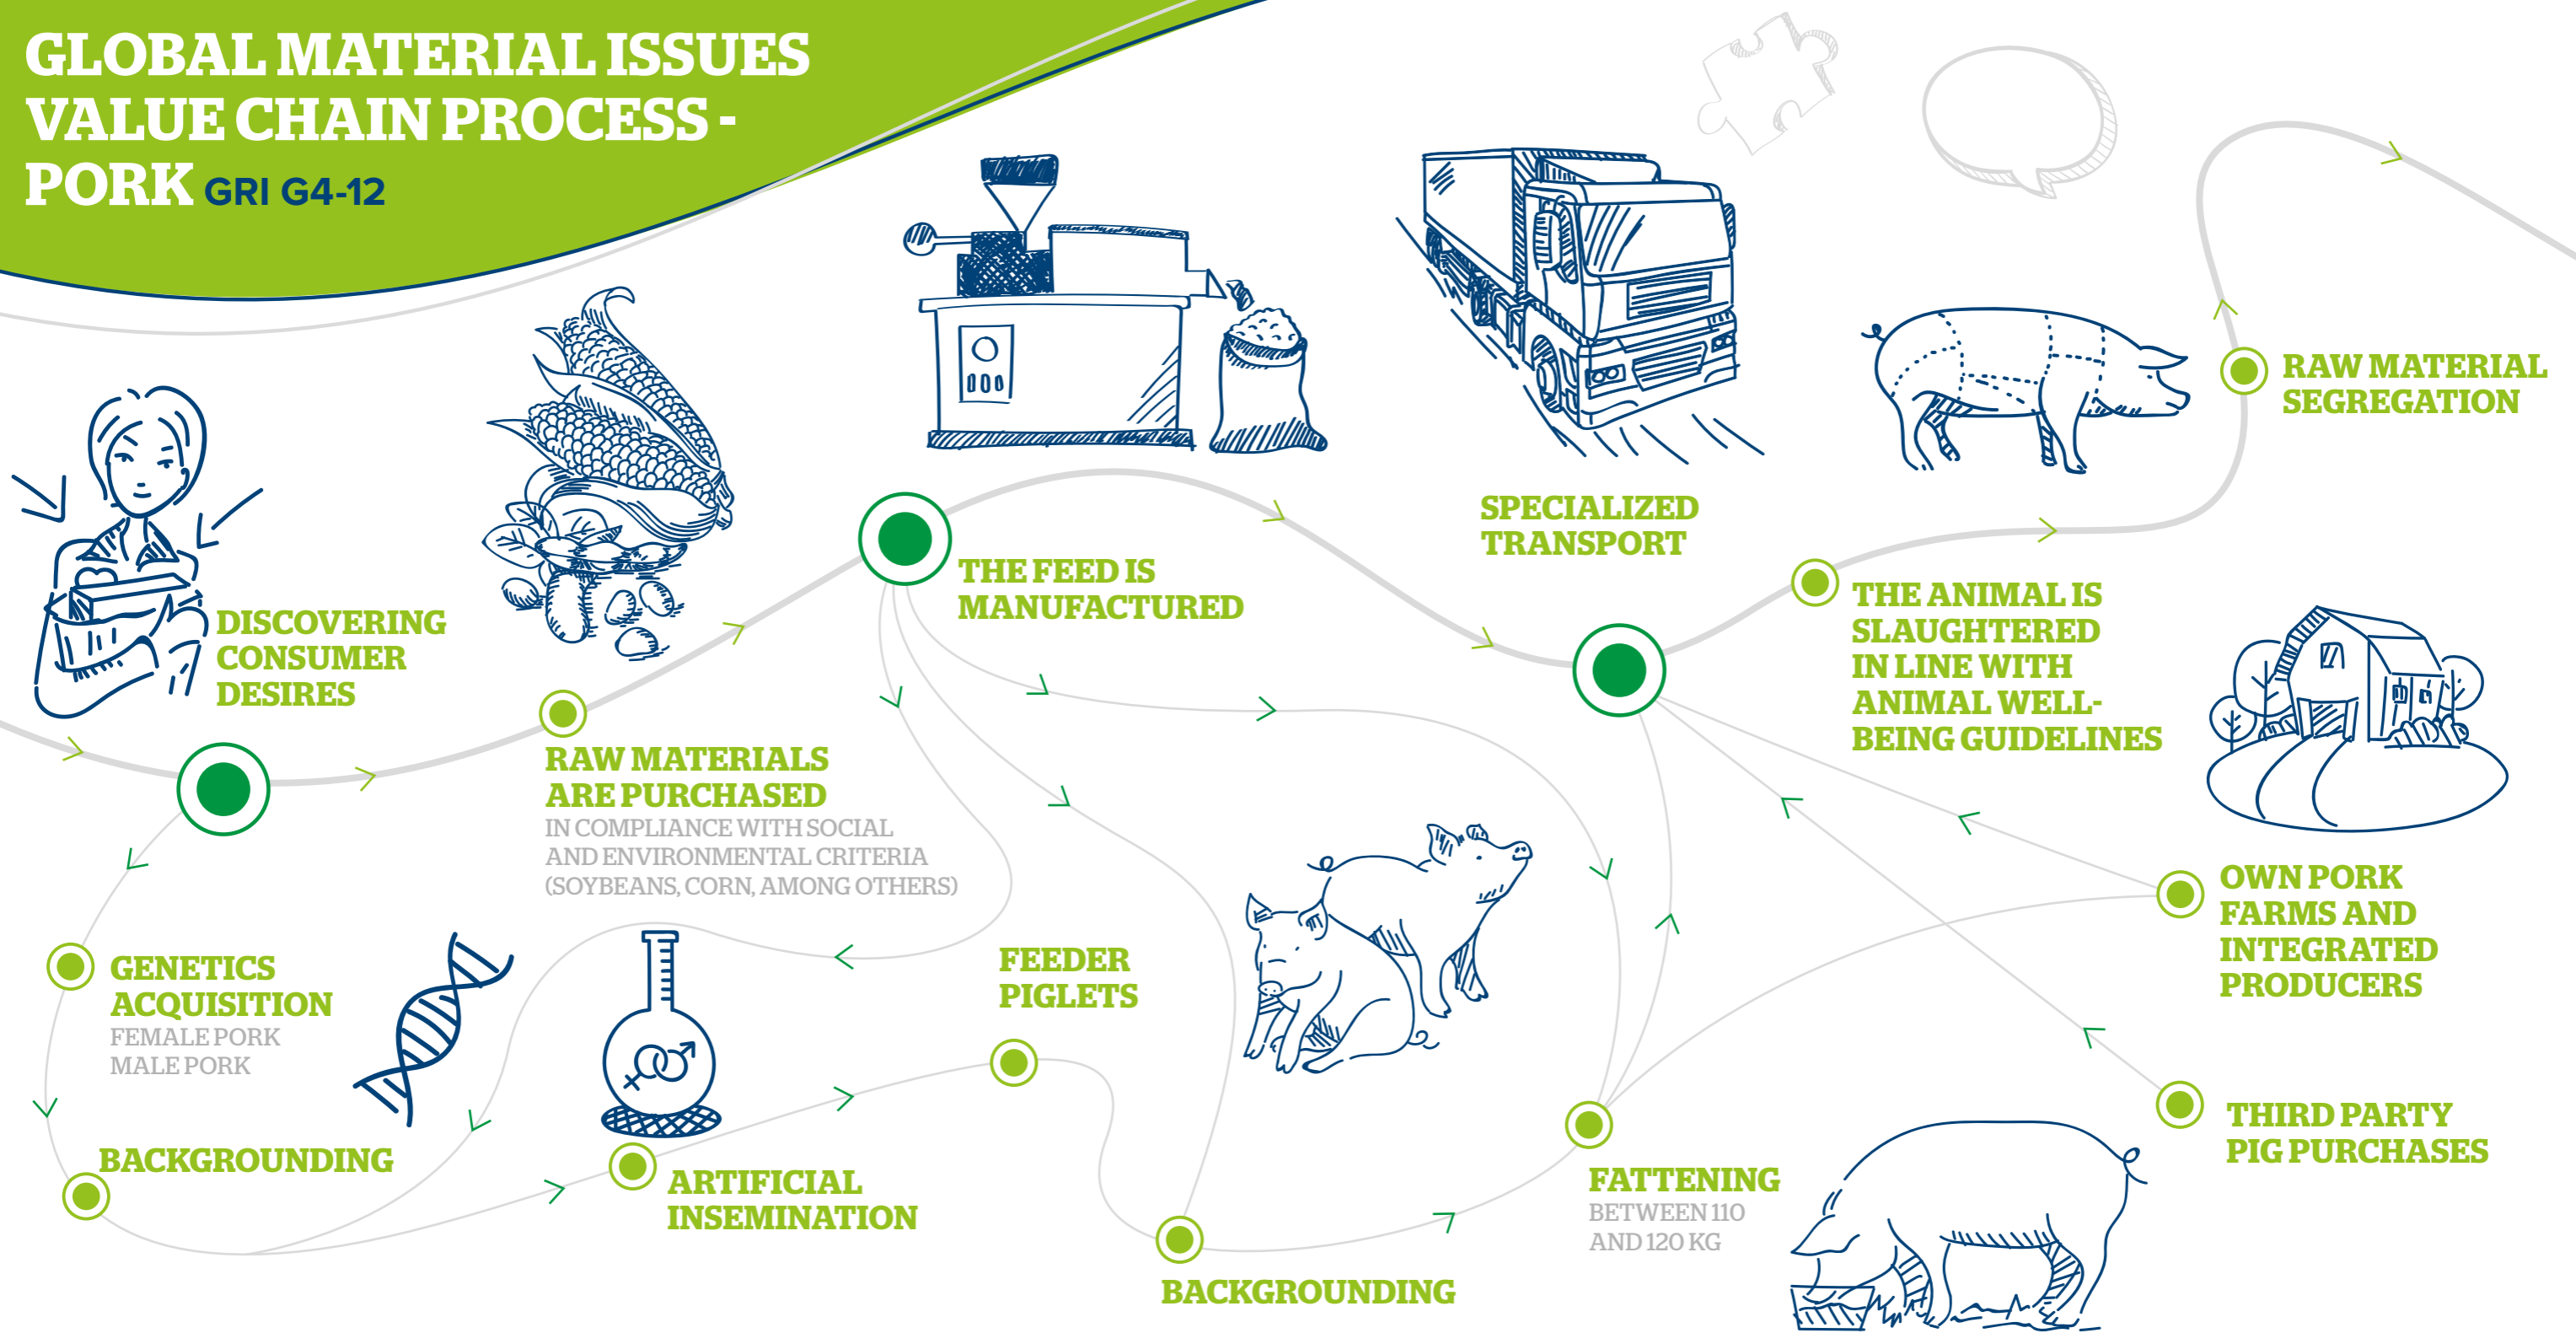 GLOBAL MATERIAL ISSUES
VALUE CHAIN PROCESS -
PORK GRI G4-12
DISCOVERING
CONSUMER
DESIRES
RAW MATERIALS
ARE PURCHASED
IN COMPLIANCE WITH SOCIAL
AND ENVIRONMENTAL CRITERIA
(SOYBEANS, CORN, AMONG OTHERS)
THE FEED IS
MANUFACTURED
SPECIALIZED
TRANSPORT
THE ANIMAL IS
SLAUGHTERED
IN LINE WITH
ANIMAL WELL-
BEING GUIDELINES
RAW MATERIAL
SEGREGATION
GENETICS
ACQUISITION
FEMALE PORK
MALE PORK
BACKGROUNDING
ARTIFICIAL
INSEMINATION
FEEDER
PIGLETS
BACKGROUNDING
FATTENING
BETWEEN 110
AND 120 KG
OWN PORK
FARMS AND
INTEGRATED
PRODUCERS
THIRD PARTY
PIG PURCHASES